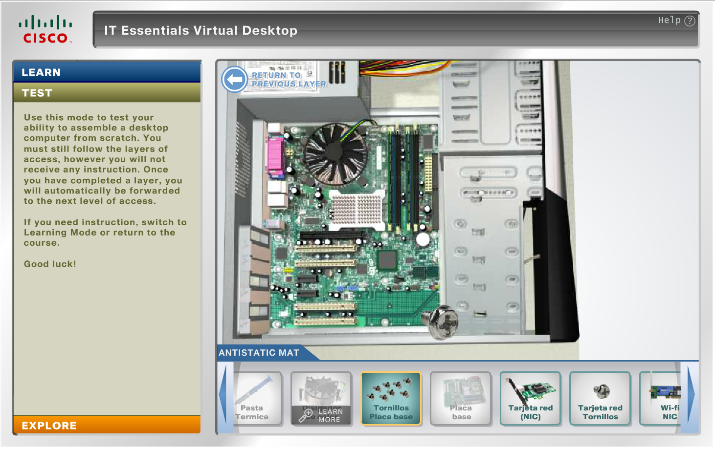 CISCO
IT Essentials Virtual Desktop
Help ?
LEARN
TEST
Use this mode to test your
ability to assemble a desktop
computer from scratch. You
must still follow the layers of
access, however you will not
receive any instruction. Once
you have completed a layer, you
will automatically be forwarded
to the next level of access.
If you need instruction, switch to
Learning Mode or return to the
course.
Good luck!
EXPLORE
RETURN TO
PREVIOUS LAYER
ANTISTATIC MAT
Pasta
Termica
LEARN
MORE
Tornillos
Placa base
Placa
base
Tarjeta red
(NIC)
Tarjeta red
Tornillos
Wi-fi
NIC